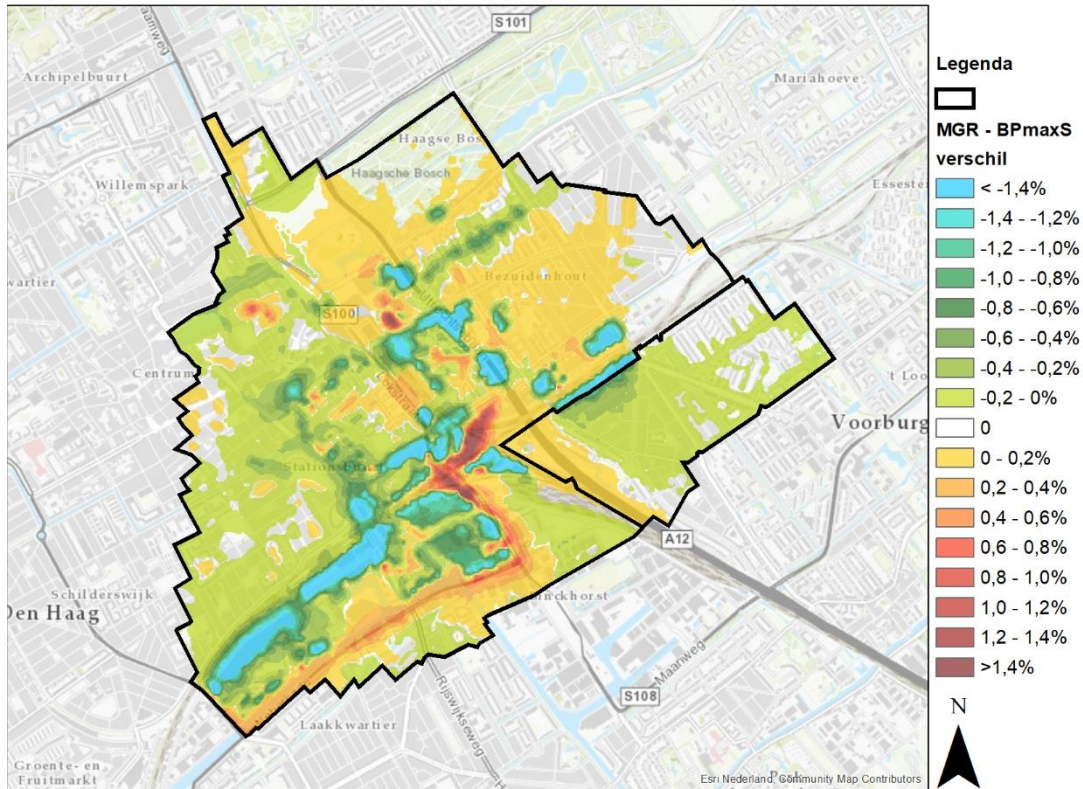 S101
Archipelbuurt
Mariahoeve
Haagse Bos
Haagsche Bosch
Willemspark
Bezuidenhout
S100
Centrum
Voorburg
Stationsbuurt
A12
Schilderswijk
Den Haag
S108
Maanweg
Rijswijkseweg
Laakkwartier
Groente- en
Fruitmarkt
Esri Nederland, Community Map Contributors
Legenda
MGR - BPmaxS
verschil
< -1,4%
-1,4 - -1,2%
-1,2 - -1,0%
-1,0 - -0,8%
-0,8 - -0,6%
-0,6 - -0,4%
-0,4 - -0,2%
-0,2 - 0%
0
0 - 0,2%
0,2 - 0,4%
0,4 - 0,6%
0,6 - 0,8%
0,8 - 1,0%
1,0 - 1,2%
1,2 - 1,4%
>1,4%
N